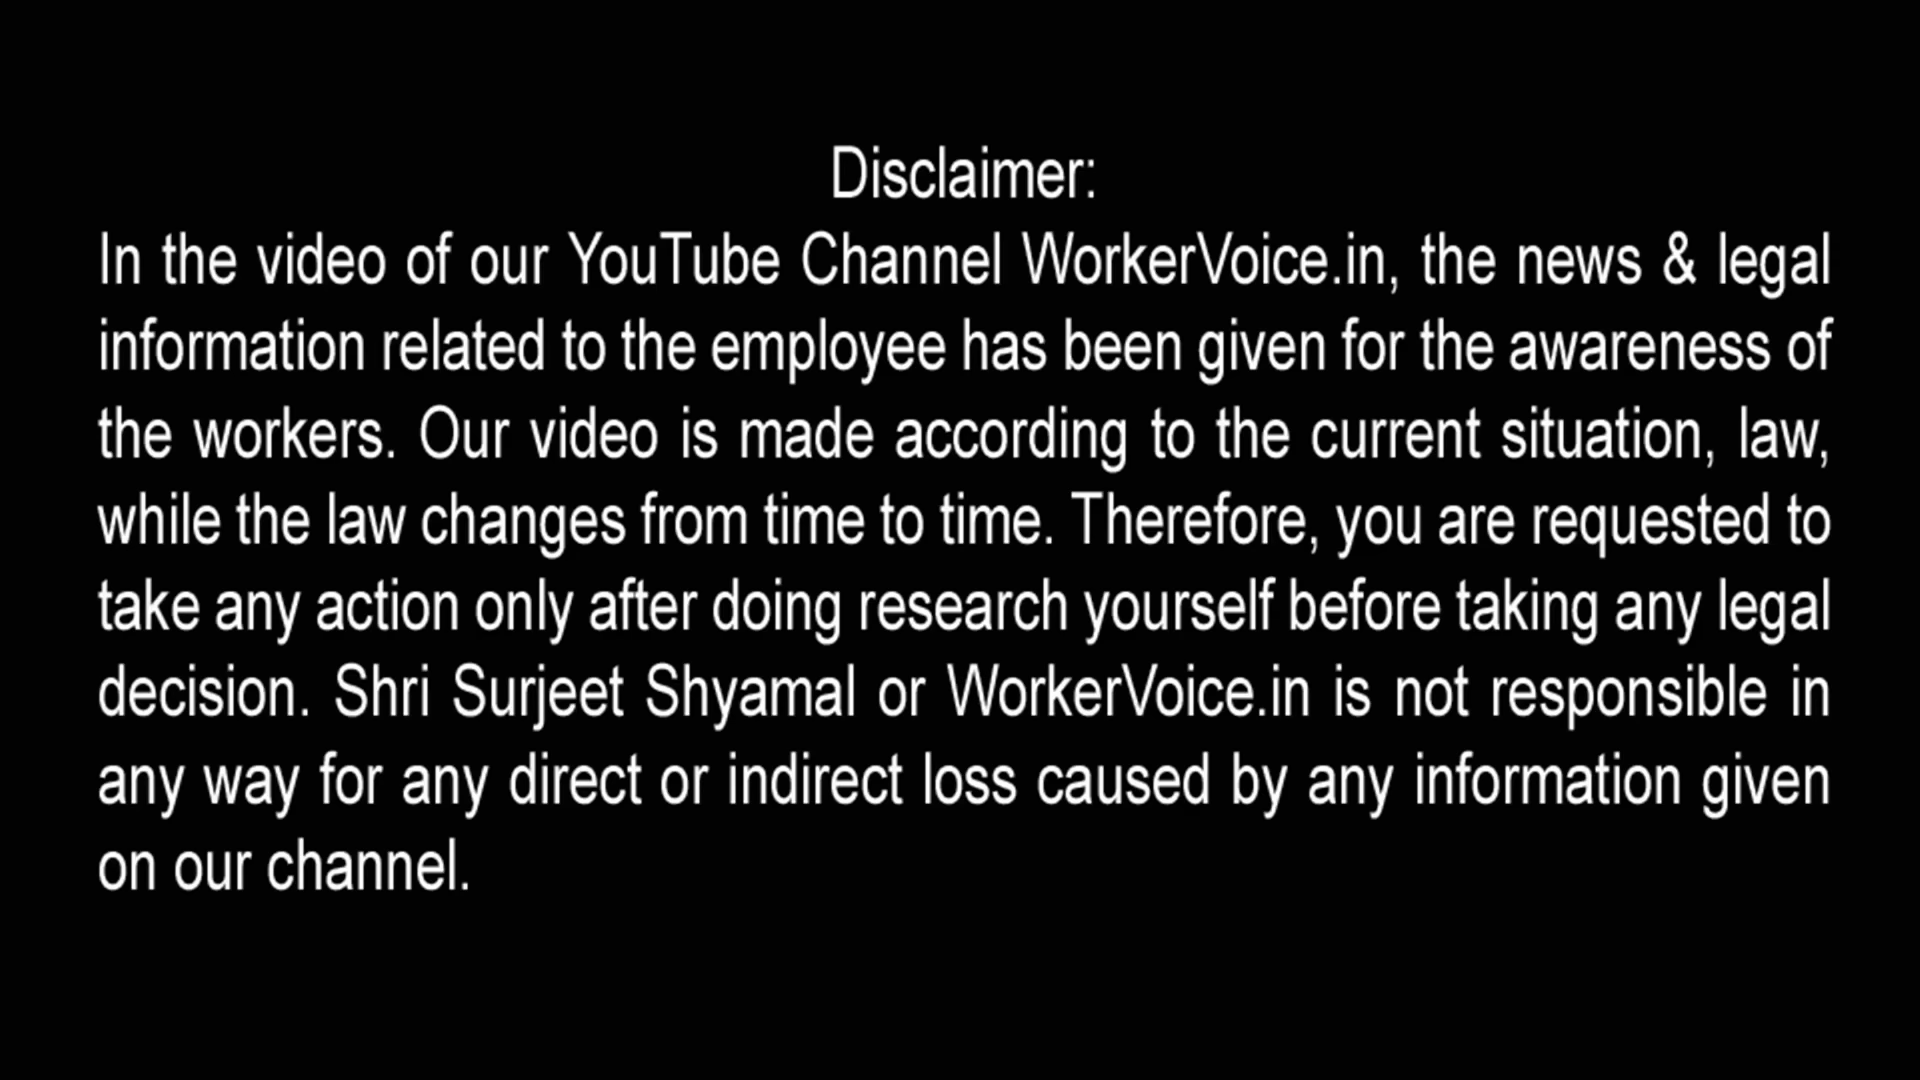 Disclaimer:
In the video of our YouTube Channel WorkerVoice.in, the news & legal
information related to the employee has been given for the awareness of
the workers. Our video is made according to the current situation, law,
while the law changes from time to time. Therefore, you are requested to
take any action only after doing research yourself before taking any legal
decision. Shri Surjeet Shyamal or WorkerVoice.in is not responsible in
any way for any direct or indirect loss caused by any information given
on our channel.